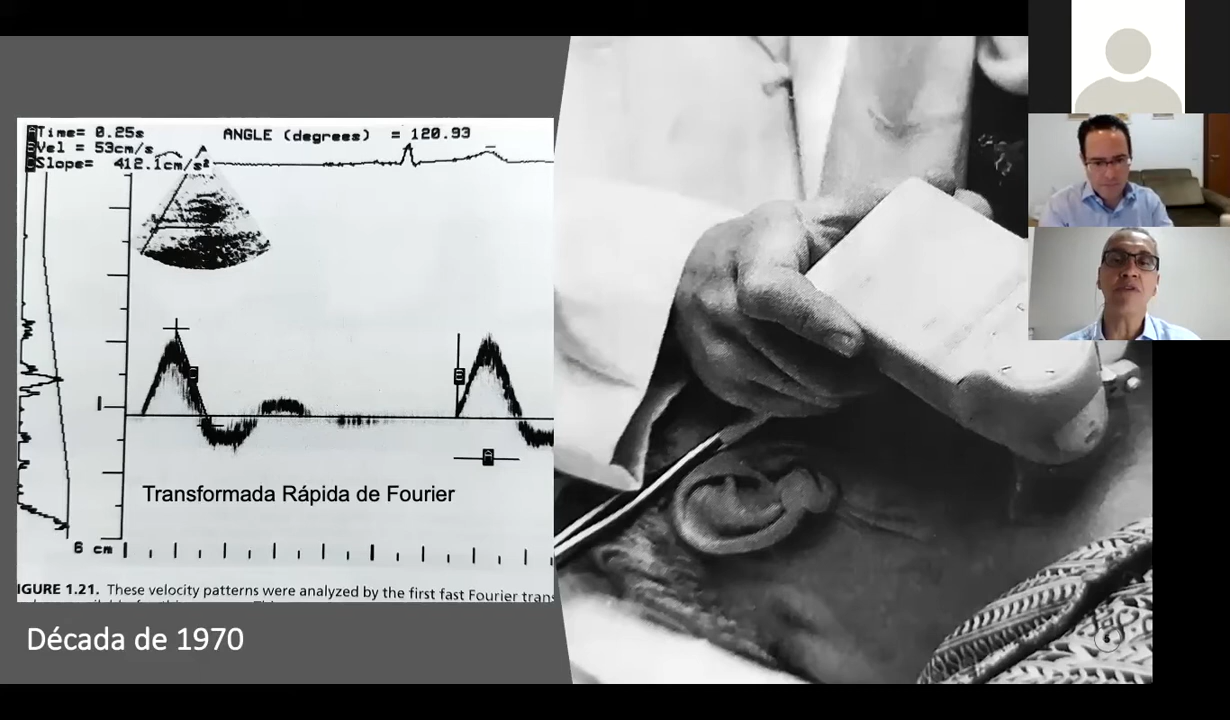 Time= 0.25s
ANGLE (degrees) = 120.93
Vel = 53cm/s
Slope= 412.1cm/s²
Transformada Rápida de Fourier
6 cm
IGURE 1.21. These velocity patterns were analyzed by the first fast Fourier trans
Década de 1970